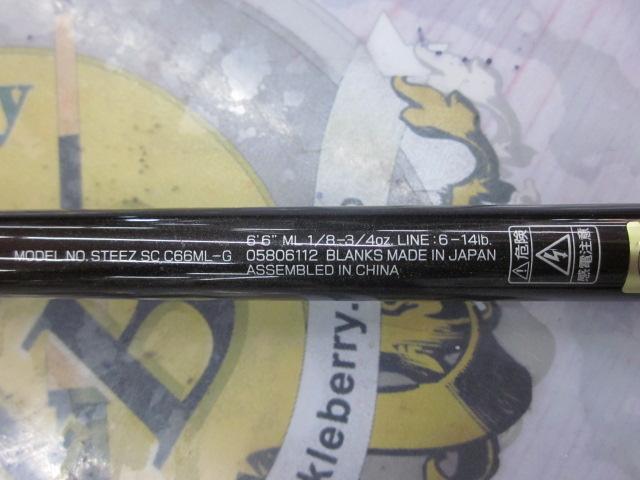 6'6" ML 1/8-3/4oz. LINE:6-14lb.
MODEL NO. STEEZ SC C66ML-G 05806112 BLANKS MADE IN JAPAN
ASSEMBLED IN CHINA
危険
感電注意
y
B
kleberry.